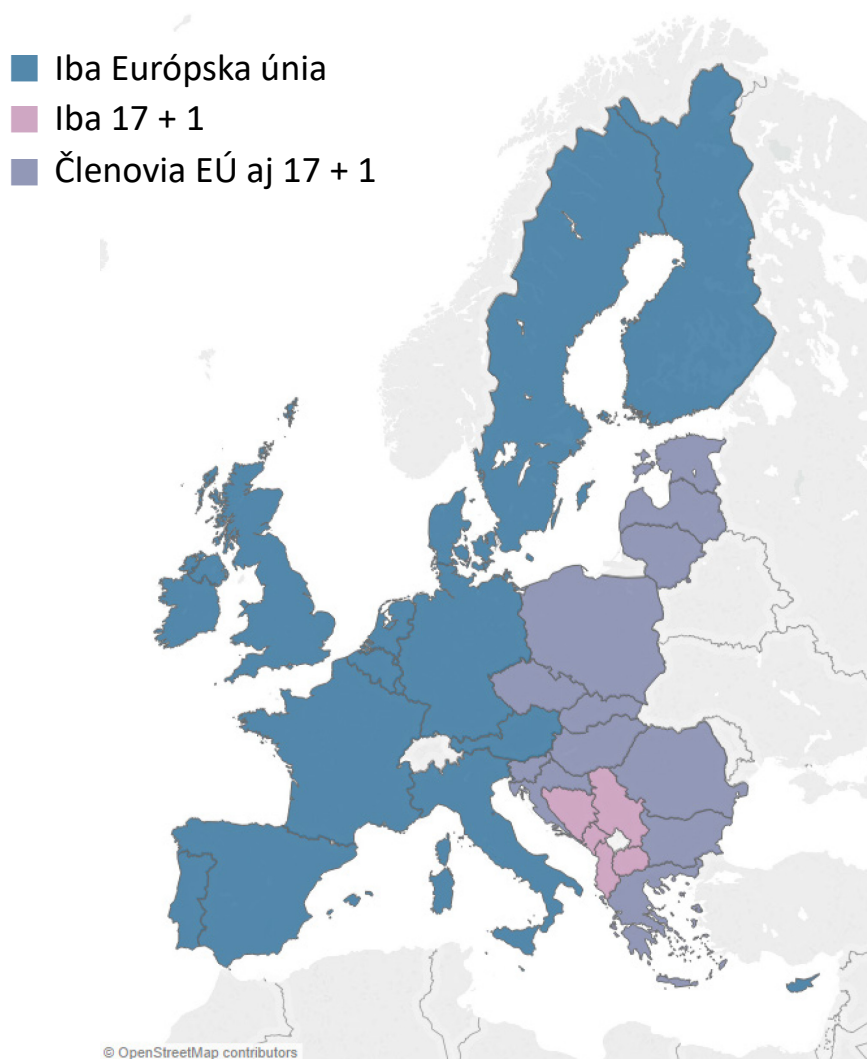 Iba Európska únia
Iba 17 + 1
Členovia EÚ aj 17 + 1
© OpenStreetMap contributors